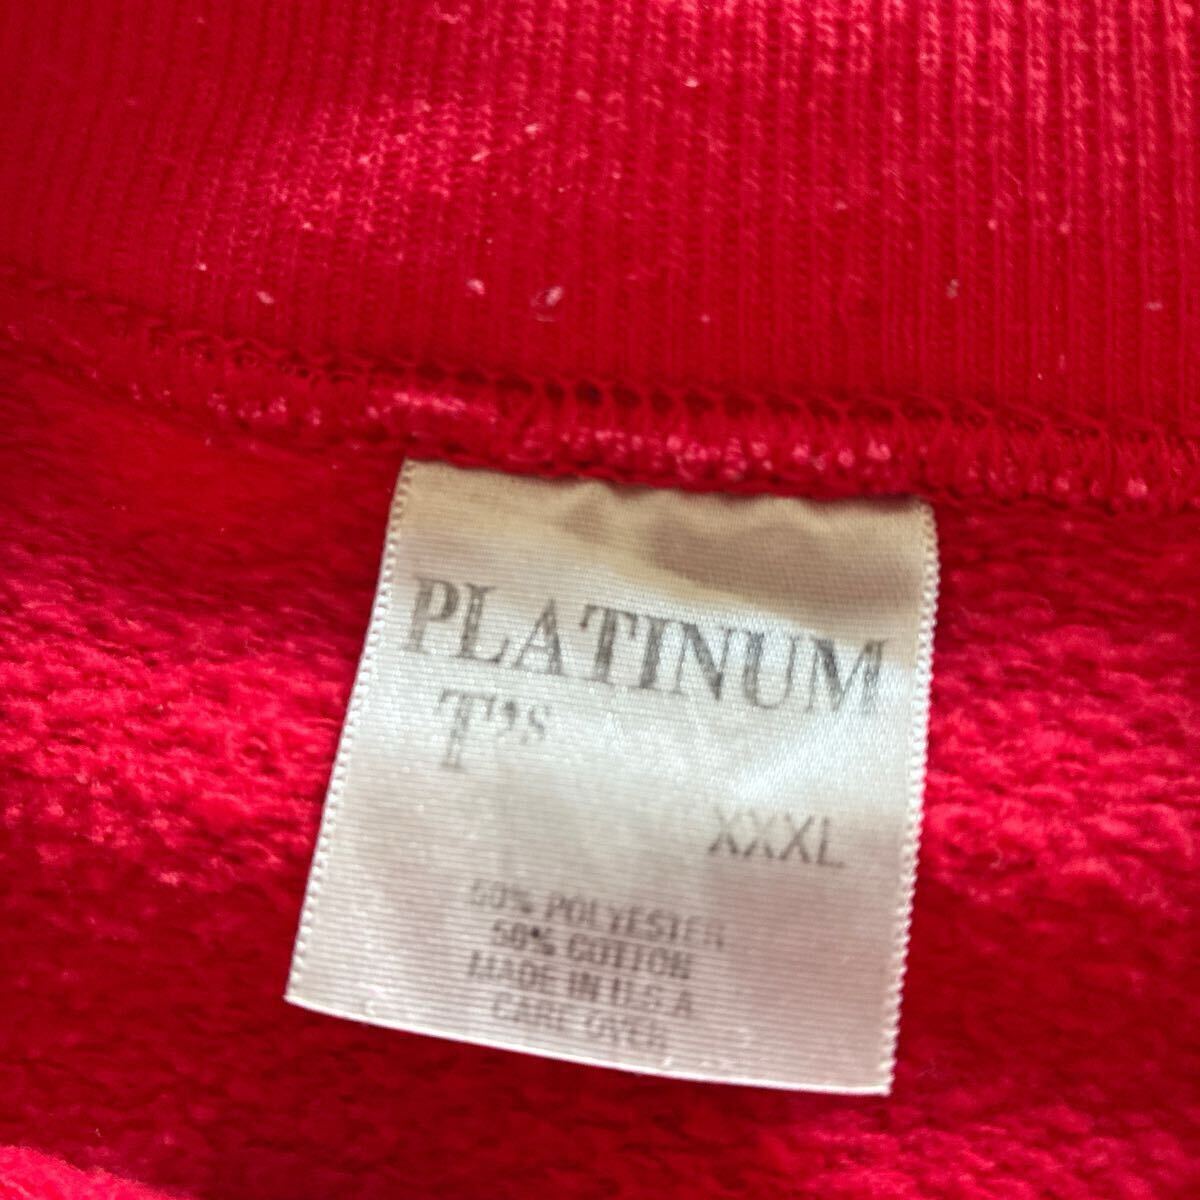 PLATINUM
T's
XXXL
50% POLYESTER
50% COTTON
MADE IN U.S.A
CARE OVER